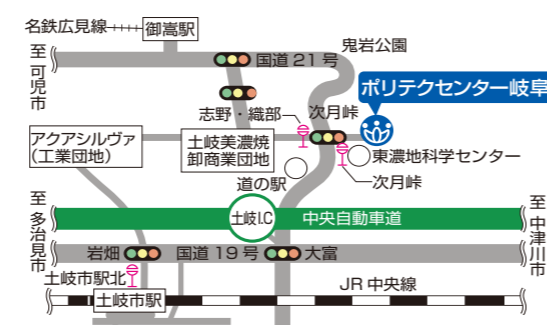 名鉄広見線
御嵩駅
鬼岩公園
至可児市
国道21号
ポリテクセンター岐阜
志野・織部
次月峠
アクアシルヴァ
(工業団地)
土岐美濃焼
卸商業団地
東濃地科学センター
道の駅
次月峠
至多治見市
土岐I.C
中央自動車道
至中津川市
岩畑
国道19号
大富
土岐市駅北
土岐市駅
JR中央線